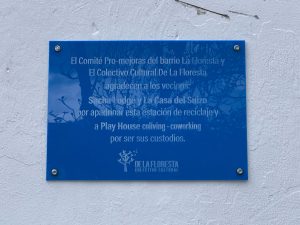 El Comité Pro-mejoras del barrio La floresta y
El Colectivo Cultural De La Floresta
agradecen a los vecinos:
Sacha Lodge y La Casa del Suizo
por apadrinar esta estación de reciclaje y
a Play House coliving - coworking
por ser sus custodios.
DE LA FLORESTA
COLECTIVO CULTURAL